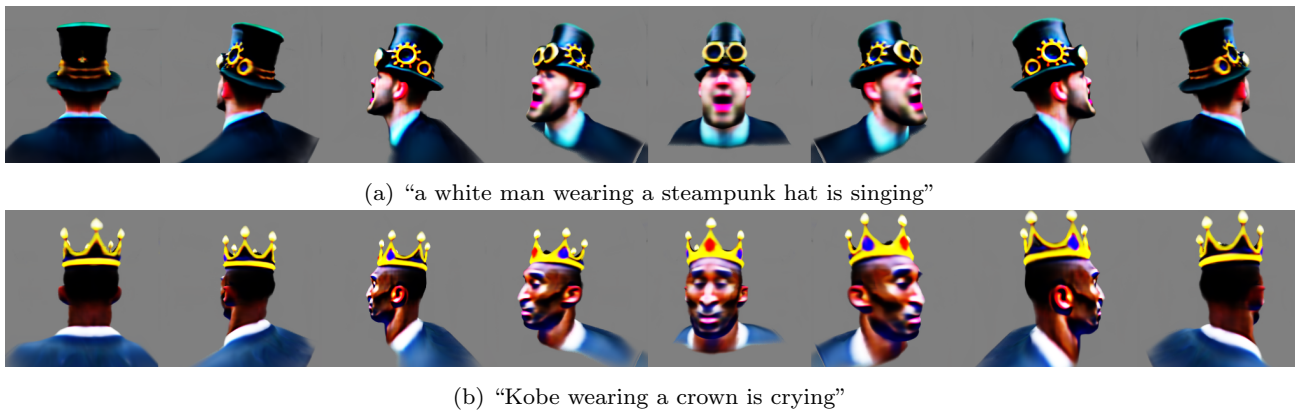 (a) “a white man wearing a steampunk hat is singing”
(b) “Kobe wearing a crown is crying”